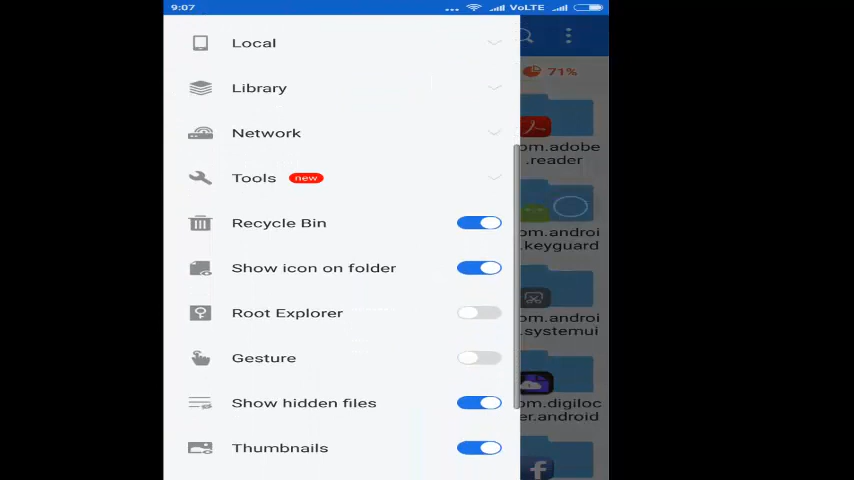 9:07 ... VoLTE
Local
Library
Network
Tools new
Recycle Bin
Show icon on folder
Root Explorer
Gesture
Show hidden files
Thumbnails
71%
om.adobe
.reader
om.androi
.keyguard
om.androi
.systemui
om.digiloc
er.android